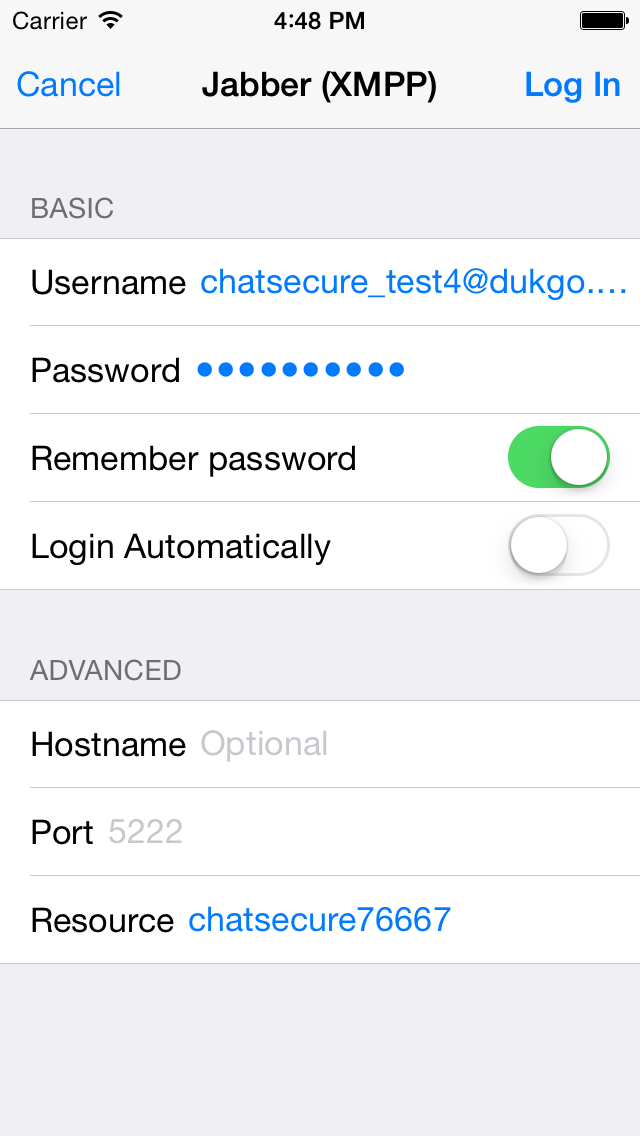 Carrier 4:48 PM
Cancel Jabber (XMPP) Log In
BASIC
Username chatsecure_test4@dukgo.…
Password ●●●●●●●●●●
Remember password
Login Automatically
ADVANCED
Hostname Optional
Port 5222
Resource chatsecure76667